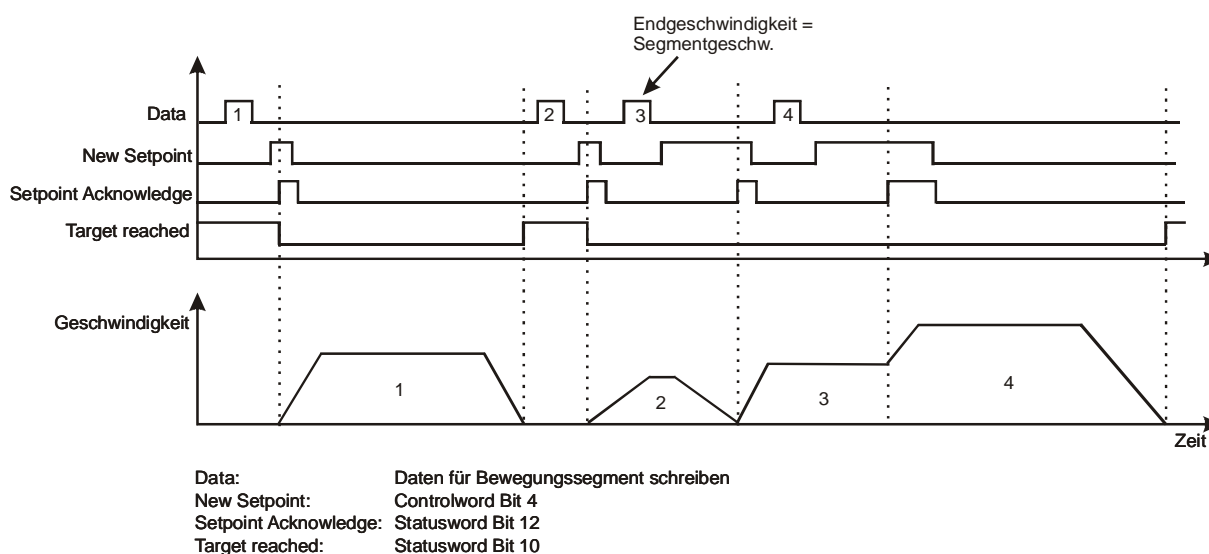 Endgeschwindigkeit =
Segmentgeschw.
Data
1
2
3
4
New Setpoint
Setpoint Acknowledge
Target reached
Geschwindigkeit
1
2
3
4
Zeit
Data: Daten für Bewegungssegment schreiben
New Setpoint: Controlword Bit 4
Setpoint Acknowledge: Statusword Bit 12
Target reached: Statusword Bit 10